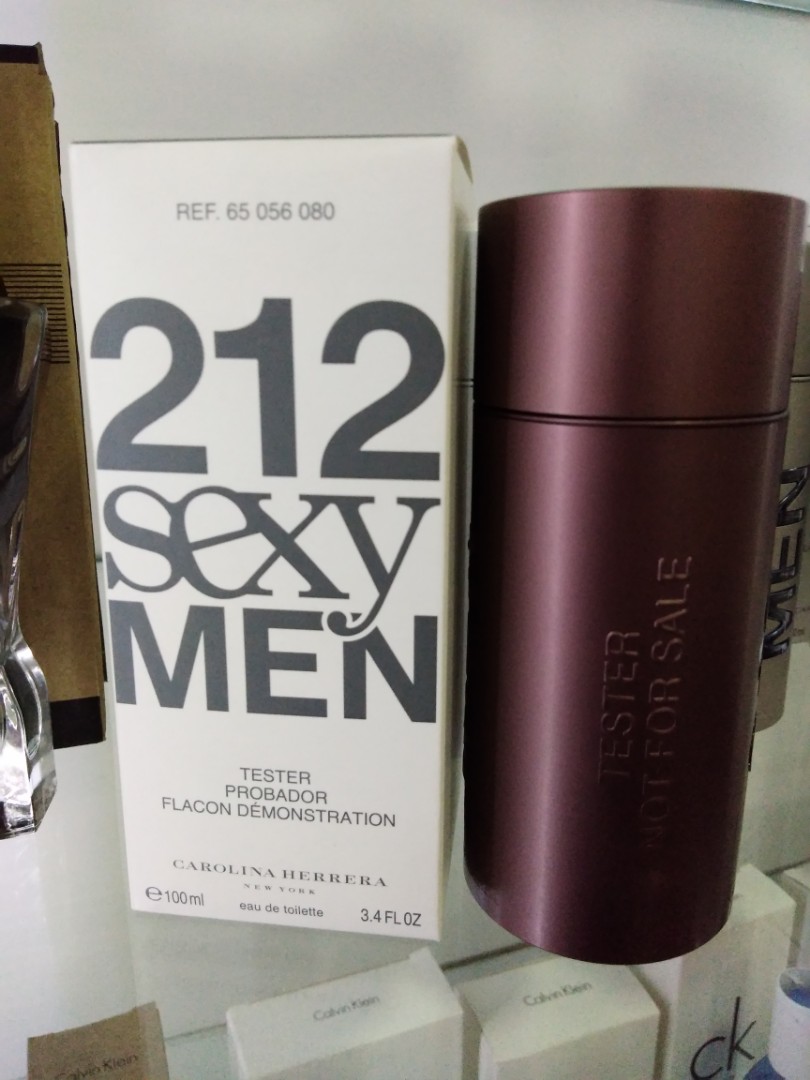 REF. 65 056 080
212
sexy
MEN
TESTER
PROBADOR
FLACON DÉMONSTRATION
CAROLINA HERRERA
NEW YORK
℮100ml
eau de toilette
3.4 FL OZ
TESTER
NOT FOR SALE
MEN
Calvin Klein
Calvin Klein
Calvin Klein
ck